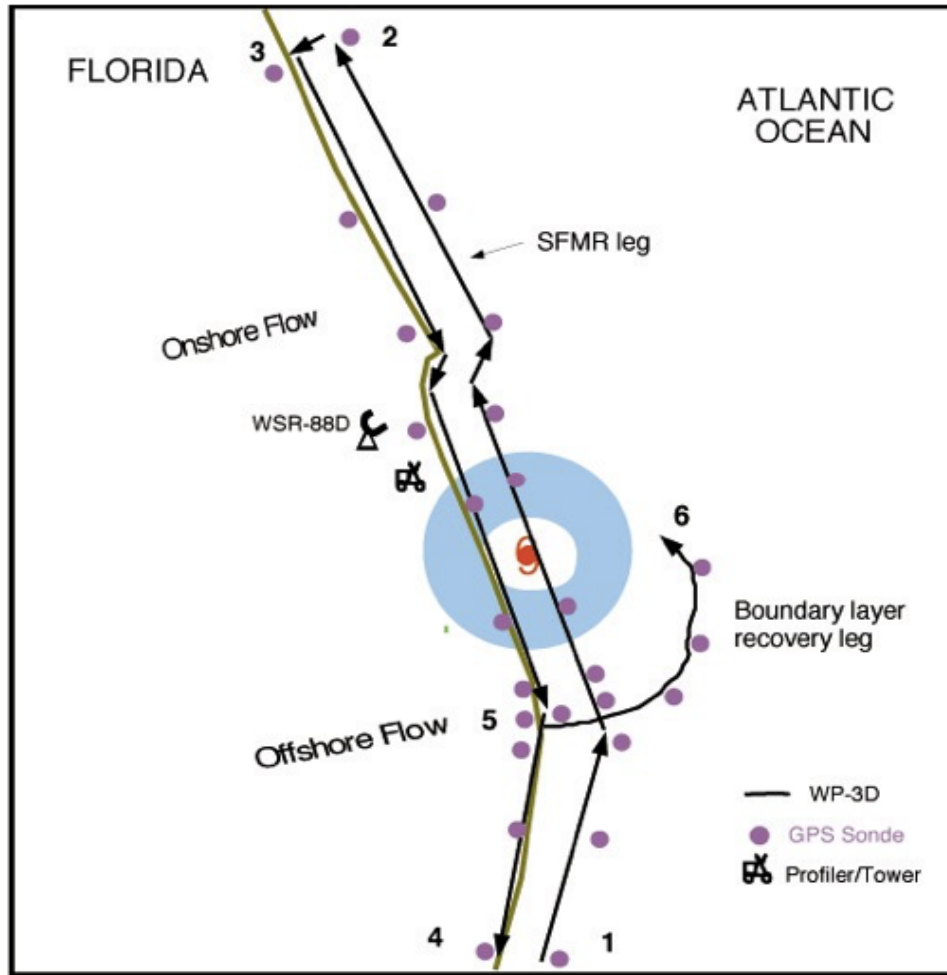 3
2
FLORIDA
ATLANTIC
OCEAN
SFMR leg
Onshore Flow
WSR-88D
6
Boundary layer
recovery leg
5
Offshore Flow
WP-3D
GPS Sonde
Profiler/Tower
4
1